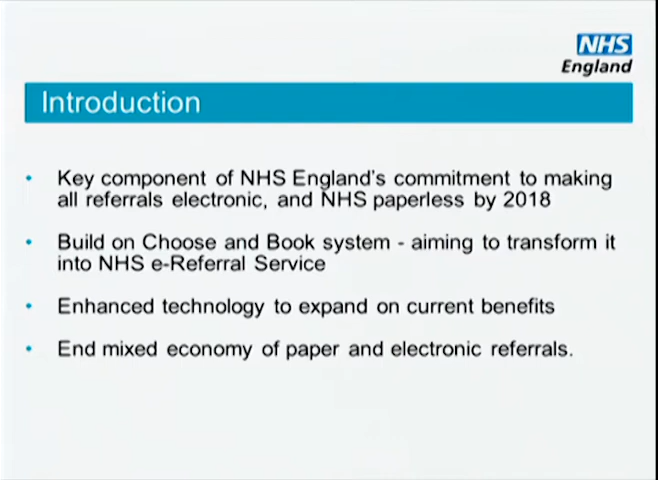 NHS
England
Introduction
• Key component of NHS England's commitment to making
all referrals electronic, and NHS paperless by 2018
• Build on Choose and Book system - aiming to transform it
into NHS e-Referral Service
• Enhanced technology to expand on current benefits
• End mixed economy of paper and electronic referrals.